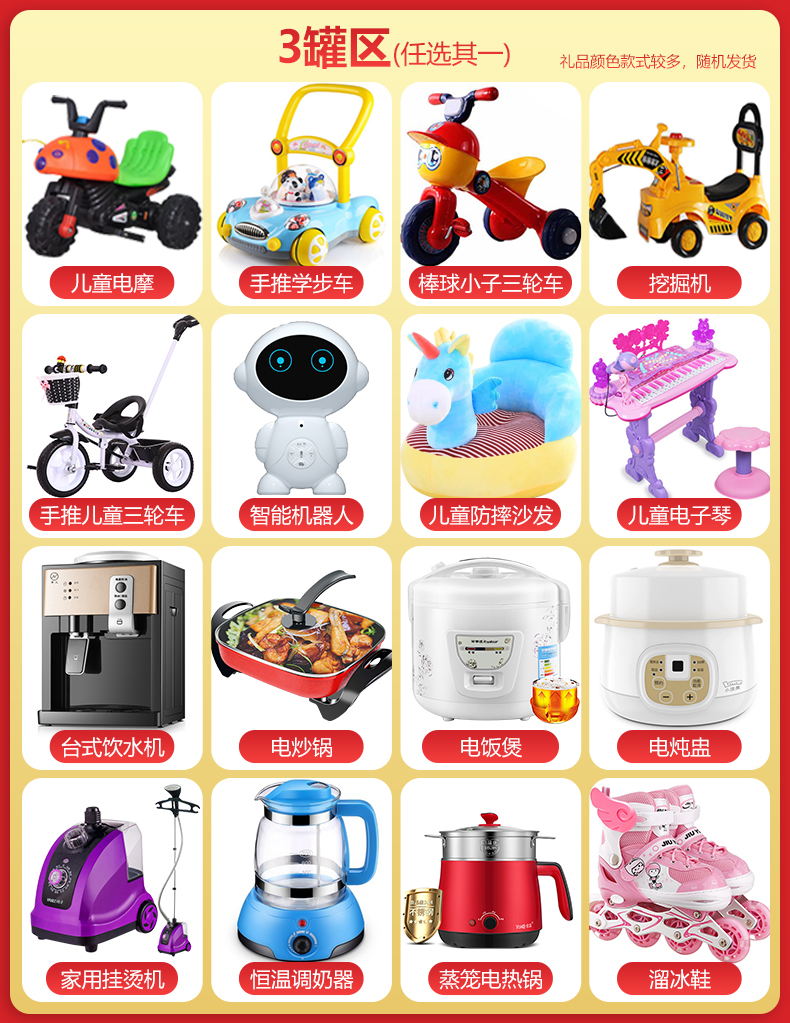 3罐区(任选其一)
礼品颜色款式较多，随机发货
儿童电摩
手推学步车
棒球小子三轮车
挖掘机
手推儿童三轮车
智能机器人
儿童防摔沙发
儿童电子琴
台式饮水机
电炒锅
电饭煲
电炖盅
家用挂烫机
恒温调奶器
蒸笼电热锅
溜冰鞋